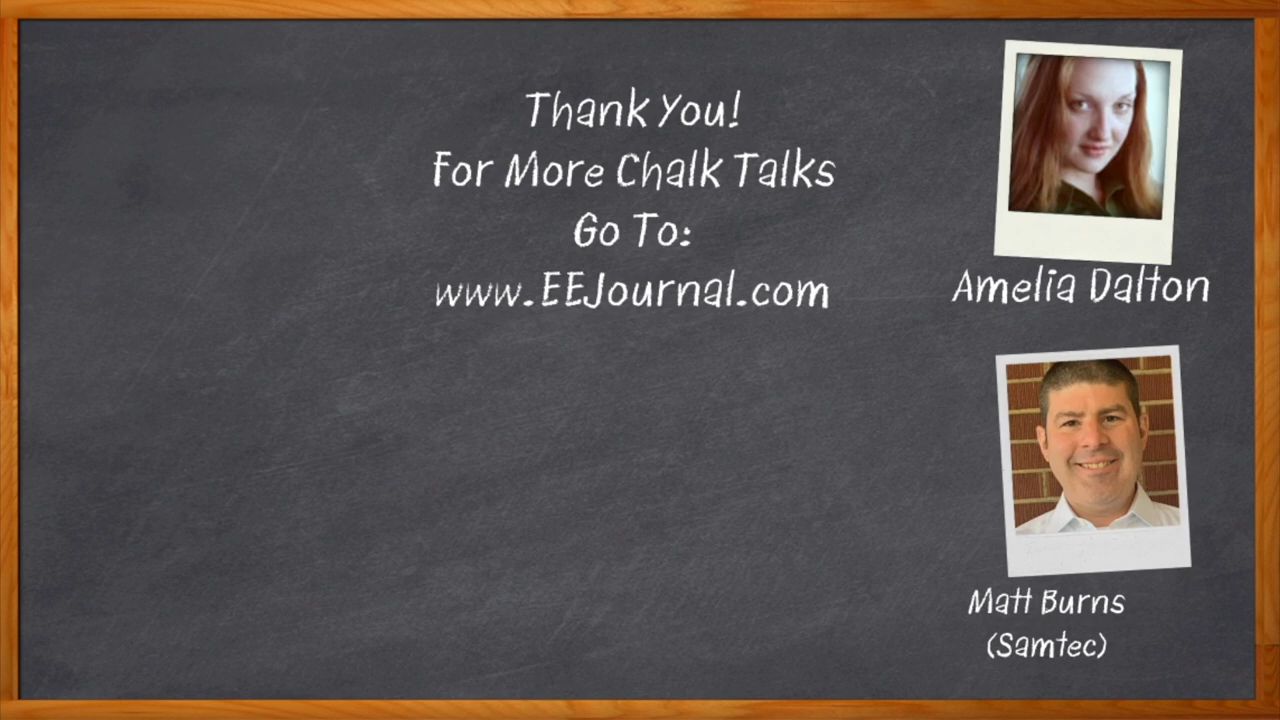 Thank You!
For More Chalk Talks
Go To:
www.EEJournal.com
Amelia Dalton
Matt Burns
(Samtec)